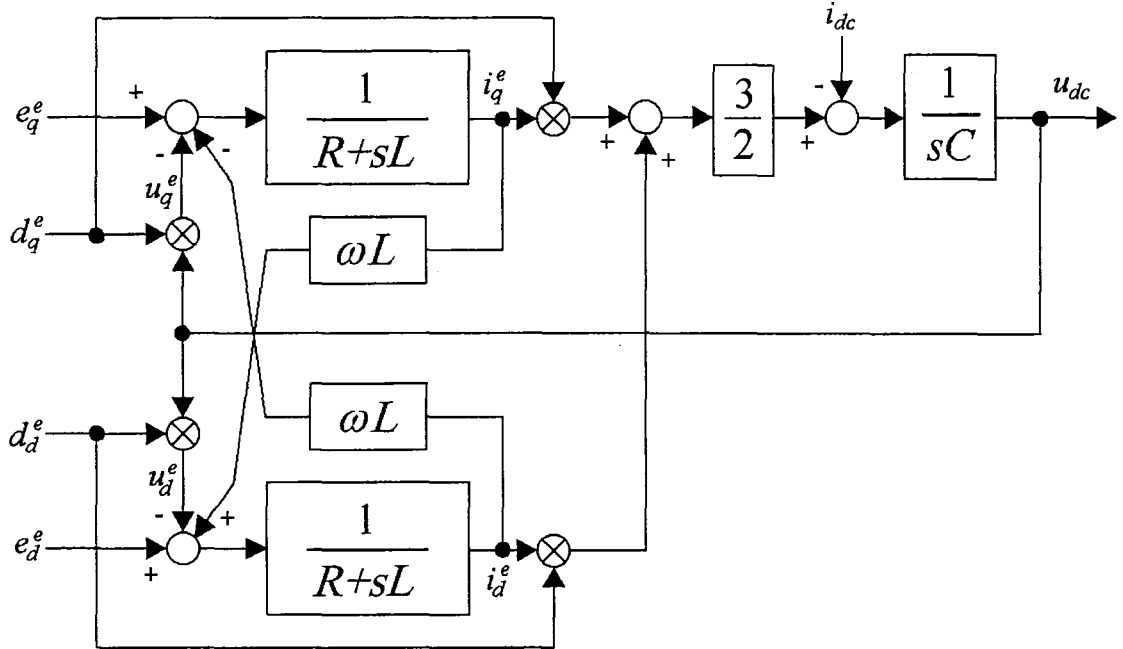 i_dc
e_q^e
+
-
-
1
R+sL
i_q^e
+
+
3
2
-
+
1
sC
u_dc
u_q^e
d_q^e
ωL
ωL
d_d^e
u_d^e
-
+
e_d^e
+
1
R+sL
i_d^e